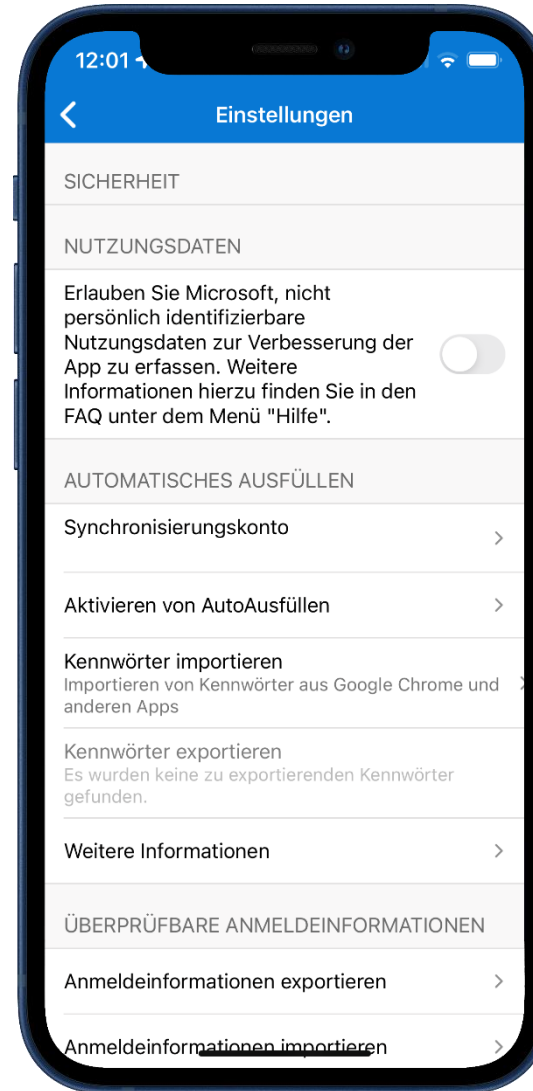 12:01
Einstellungen
SICHERHEIT
NUTZUNGSDATEN
Erlauben Sie Microsoft, nicht
persönlich identifizierbare
Nutzungsdaten zur Verbesserung der
App zu erfassen. Weitere
Informationen hierzu finden Sie in den
FAQ unter dem Menü "Hilfe".
AUTOMATISCHES AUSFÜLLEN
Synchronisierungskonto
Aktivieren von AutoAusfüllen
Kennwörter importieren
Importieren von Kennwörter aus Google Chrome und
anderen Apps
Kennwörter exportieren
Es wurden keine zu exportierenden Kennwörter
gefunden.
Weitere Informationen
ÜBERPRÜFBARE ANMELDEINFORMATIONEN
Anmeldeinformationen exportieren
Anmeldeinformationen importieren